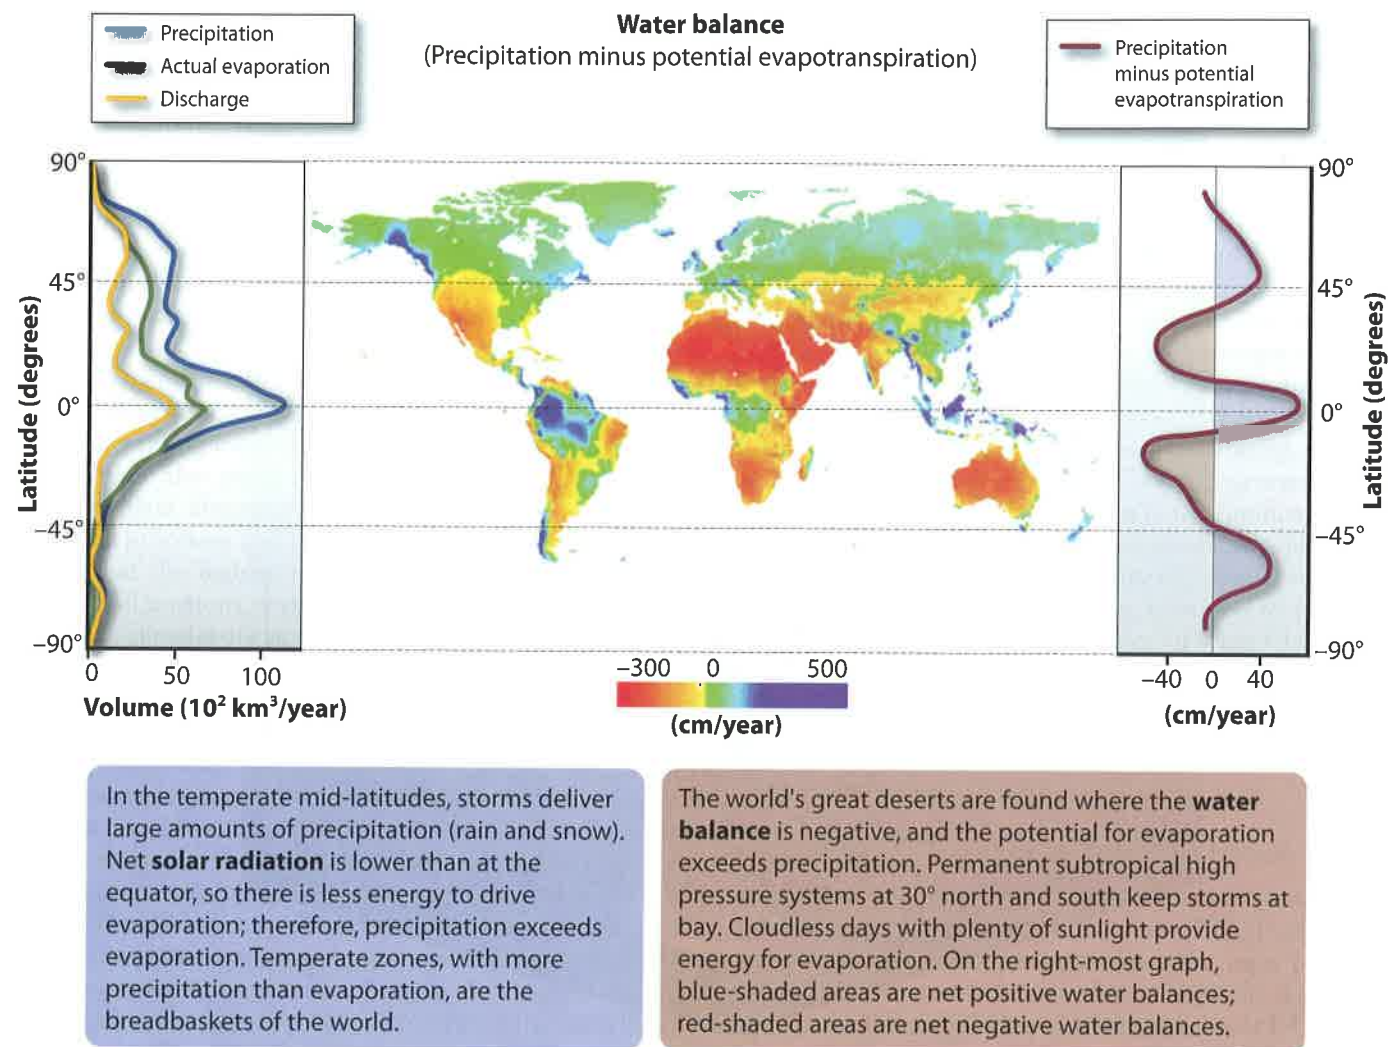 Precipitation
Actual evaporation
Discharge
Water balance
(Precipitation minus potential evapotranspiration)
Precipitation
minus potential
evapotranspiration
90°
45°
0°
−45°
−90°
Latitude (degrees)
0 50 100
Volume (10² km³/year)
−300 0 500
(cm/year)
90°
45°
0°
−45°
−90°
Latitude (degrees)
−40 0 40
(cm/year)
In the temperate mid-latitudes, storms deliver
large amounts of precipitation (rain and snow).
Net solar radiation is lower than at the
equator, so there is less energy to drive
evaporation; therefore, precipitation exceeds
evaporation. Temperate zones, with more
precipitation than evaporation, are the
breadbaskets of the world.
The world's great deserts are found where the water
balance is negative, and the potential for evaporation
exceeds precipitation. Permanent subtropical high
pressure systems at 30° north and south keep storms at
bay. Cloudless days with plenty of sunlight provide
energy for evaporation. On the right-most graph,
blue-shaded areas are net positive water balances;
red-shaded areas are net negative water balances.